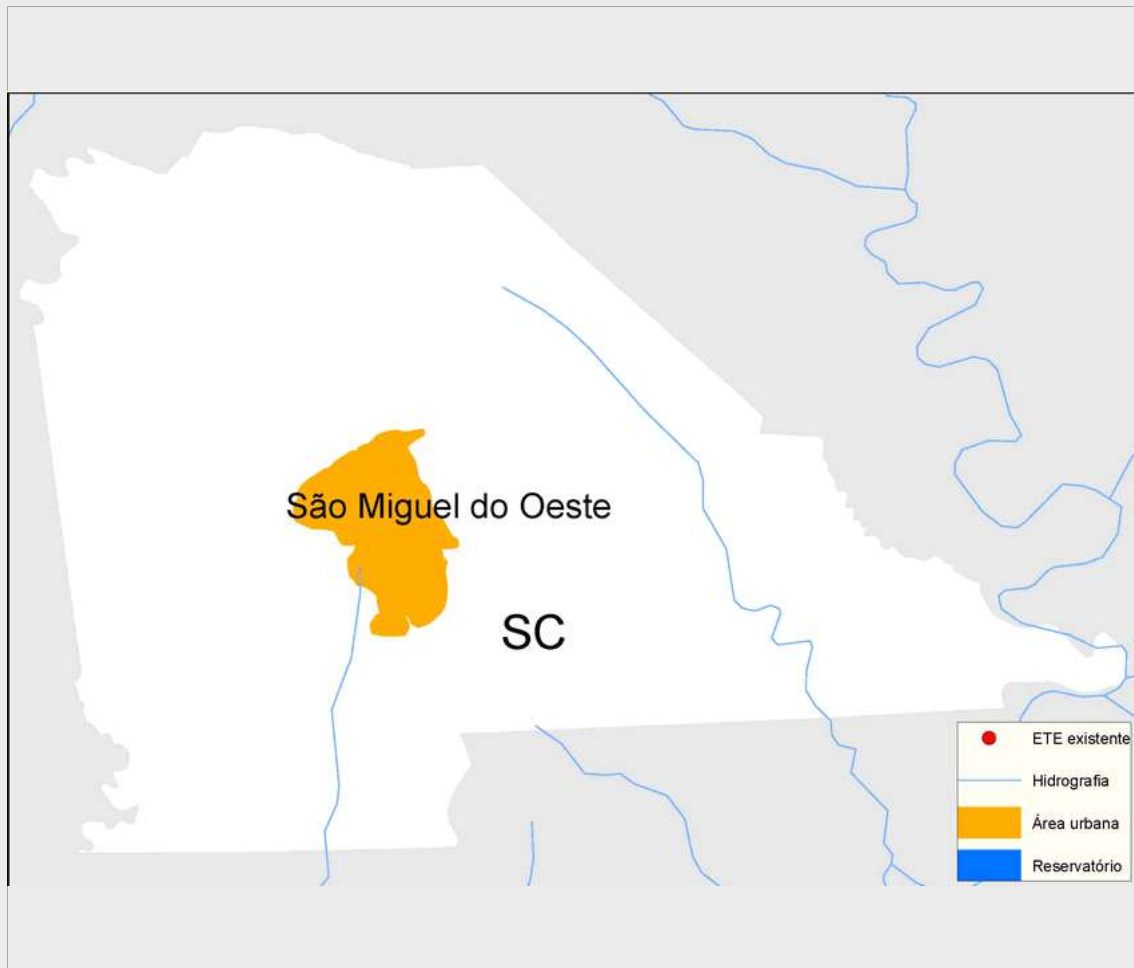 São Miguel do Oeste
SC
ETE existente
Hidrografia
Área urbana
Reservatório